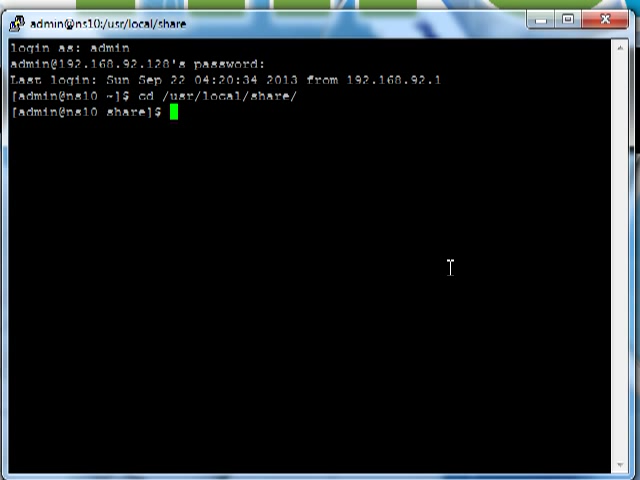 admin@ns10:/usr/local/share
login as: admin
admin@192.168.92.128's password:
Last login: Sun Sep 22 04:20:34 2013 from 192.168.92.1
[admin@ns10 ~]$ cd /usr/local/share/
[admin@ns10 share]$